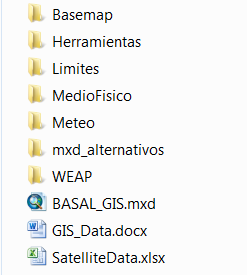 Basemap
Herramientas
Limites
MedioFisico
Meteo
mxd_alternativos
WEAP
BASAL_GIS.mxd
GIS_Data.docx
SatelliteData.xlsx